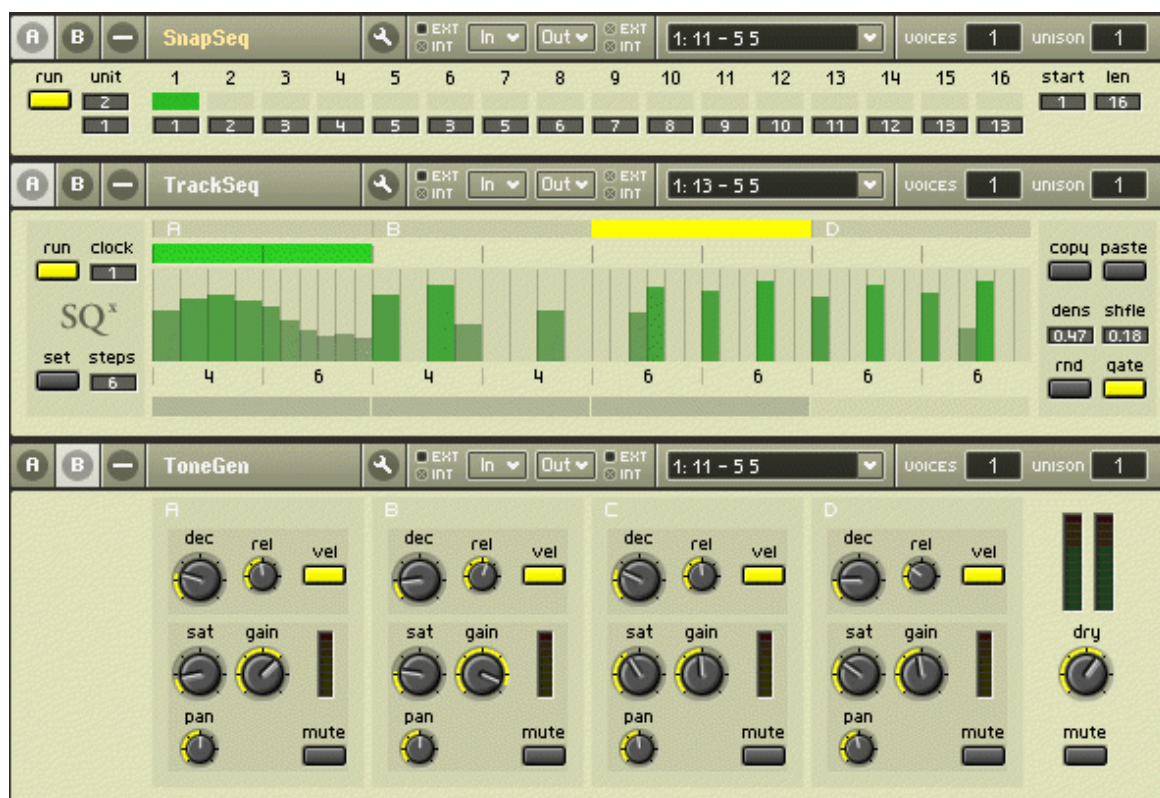 A B SnapSeq EXT INT In Out EXT INT 1: 11 - 5 5 VOICES 1 UNISON 1
run unit 1 2 3 4 5 6 7 8 9 10 11 12 13 14 15 16 start len
2 1 16
1 1 2 3 4 5 3 5 6 7 8 9 10 11 12 13 13
A B TrackSeq EXT INT In Out EXT INT 1: 13 - 5 5 VOICES 1 UNISON 1
A B D
run clock copy paste
1
SQx dens shfle
0.47 0.18
set steps rnd gate
6 4 6 4 4 6 6 6 6
A B ToneGen EXT INT In Out EXT INT 1: 11 - 5 5 VOICES 1 UNISON 1
A B C D
dec rel vel dec rel vel dec rel vel dec rel vel
sat gain sat gain sat gain sat gain dry
pan mute pan mute pan mute pan mute mute